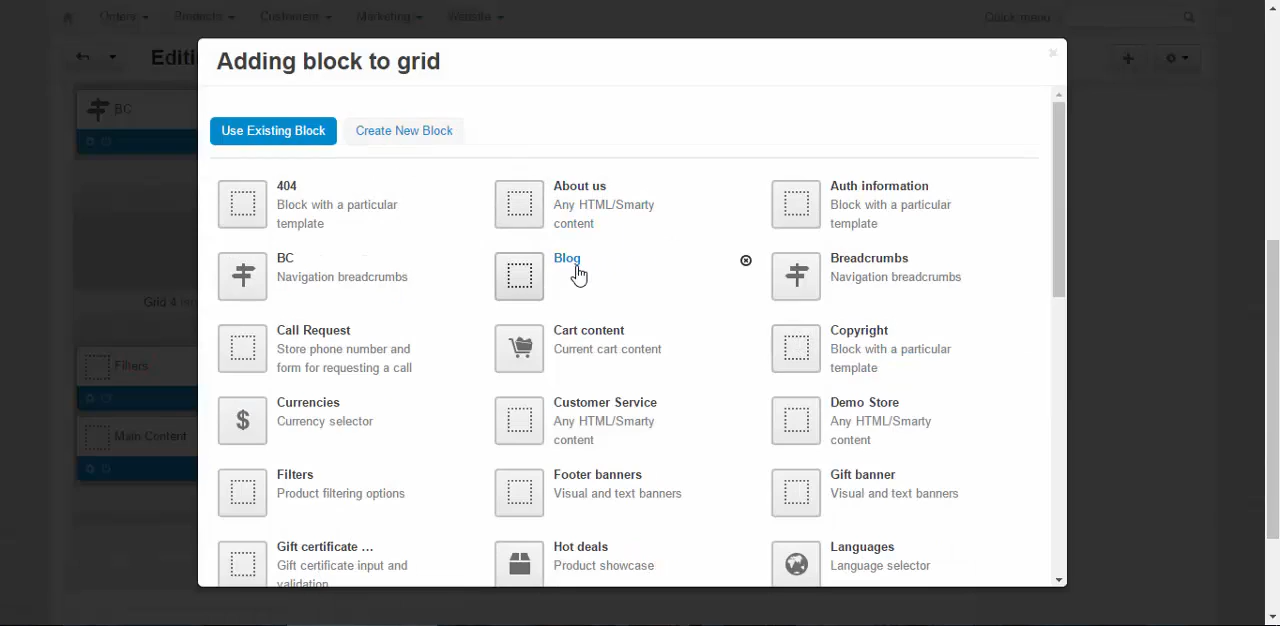 Orders Products Customers Marketing Website Quick menu
Editi
Adding block to grid
Use Existing Block Create New Block
BC
404
Block with a particular
template
About us
Any HTML/Smarty
content
Auth information
Block with a particular
template
BC
Navigation breadcrumbs
Blog
Breadcrumbs
Navigation breadcrumbs
Grid 4
Call Request
Store phone number and
form for requesting a call
Cart content
Current cart content
Copyright
Block with a particular
template
Filters
Currencies
Currency selector
Customer Service
Any HTML/Smarty
content
Demo Store
Any HTML/Smarty
content
Main Content
Filters
Product filtering options
Footer banners
Visual and text banners
Gift banner
Visual and text banners
Gift certificate ...
Gift certificate input and
validation
Hot deals
Product showcase
Languages
Language selector